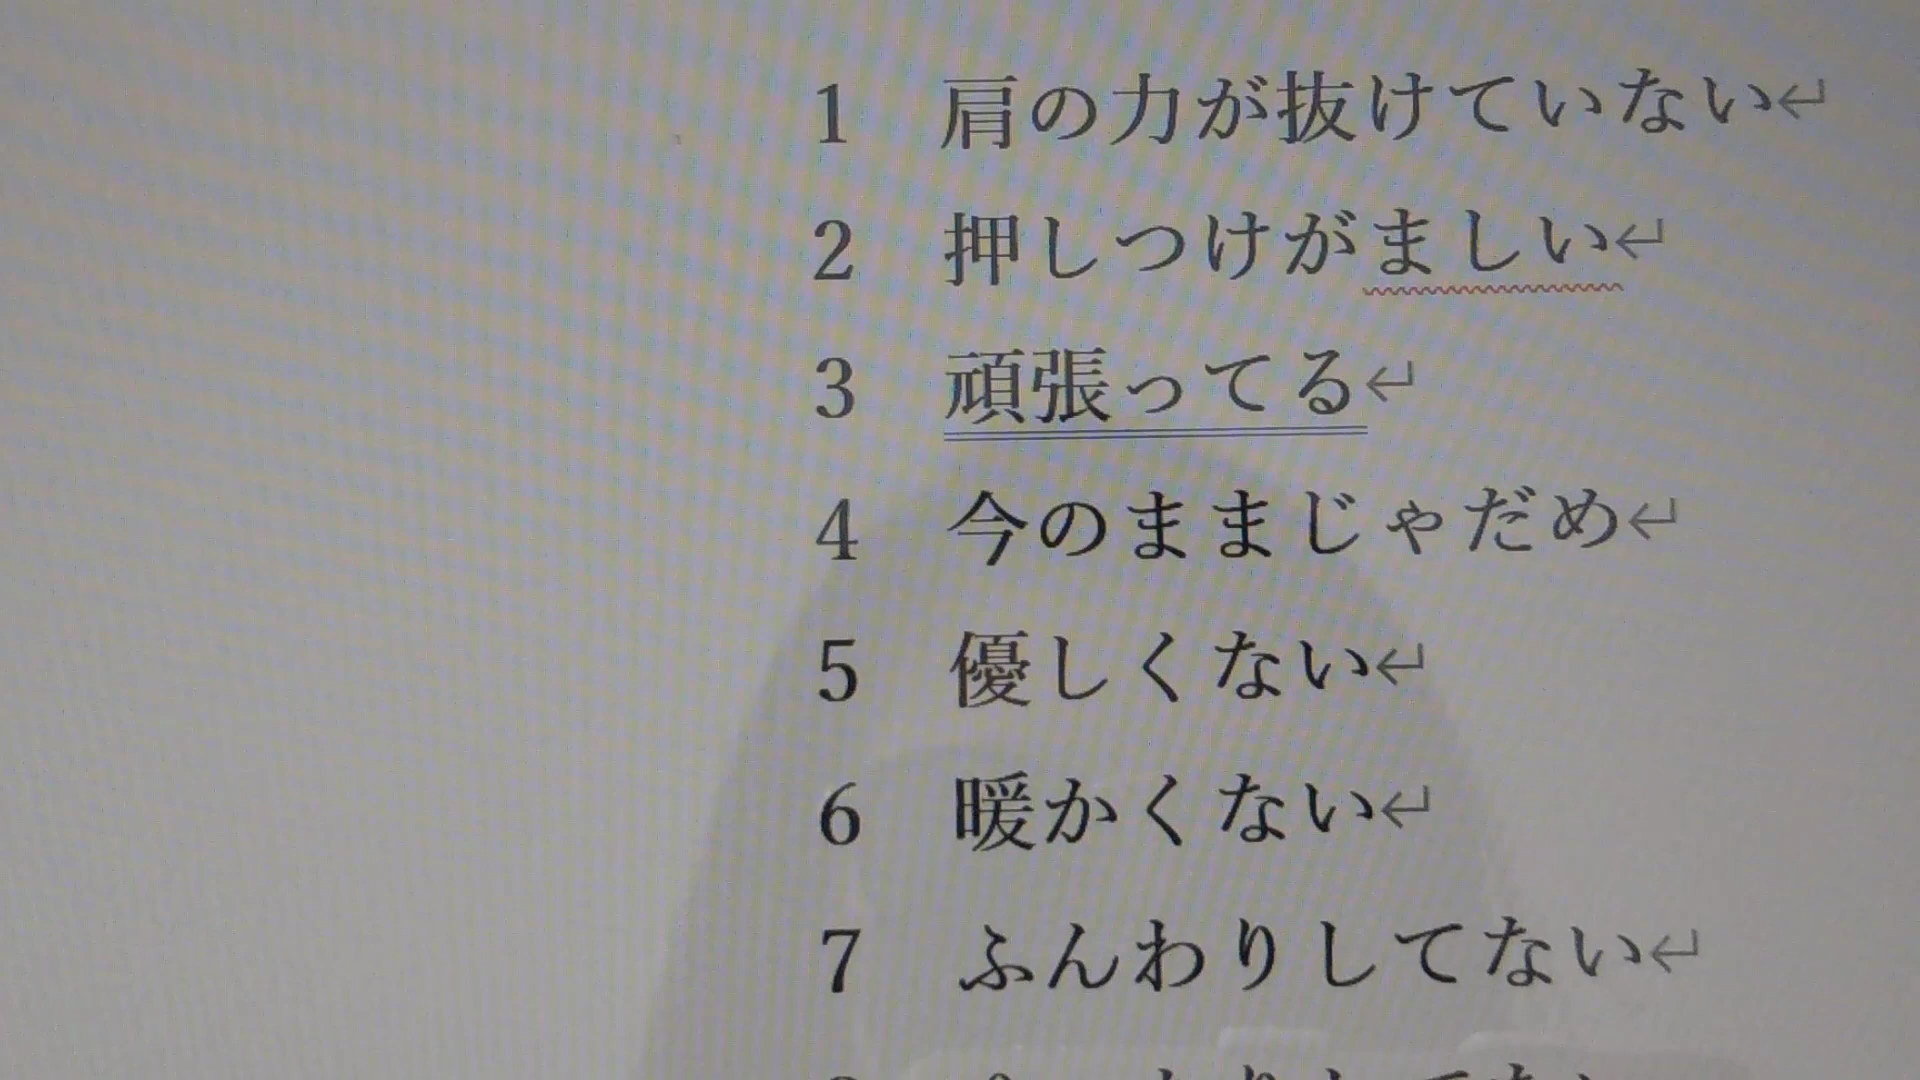 1 肩の力が抜けていない
2 押しつけがましい
3 頑張ってる
4 今のままじゃだめ
5 優しくない
6 暖かくない
7 ふんわりしてない